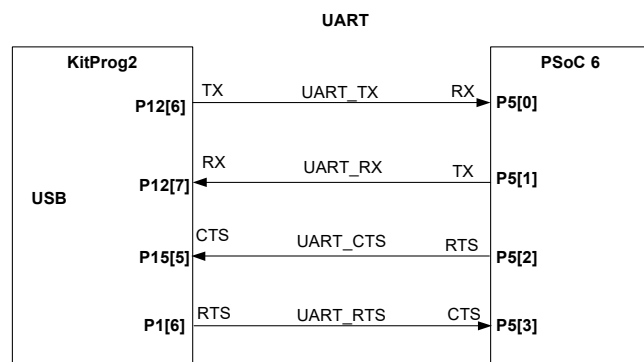 UART
KitProg2 PSoC 6
TX UART_TX RX
P12[6] P5[0]
RX UART_RX TX
P12[7] P5[1]
USB
CTS UART_CTS RTS
P15[5] P5[2]
RTS UART_RTS CTS
P1[6] P5[3]